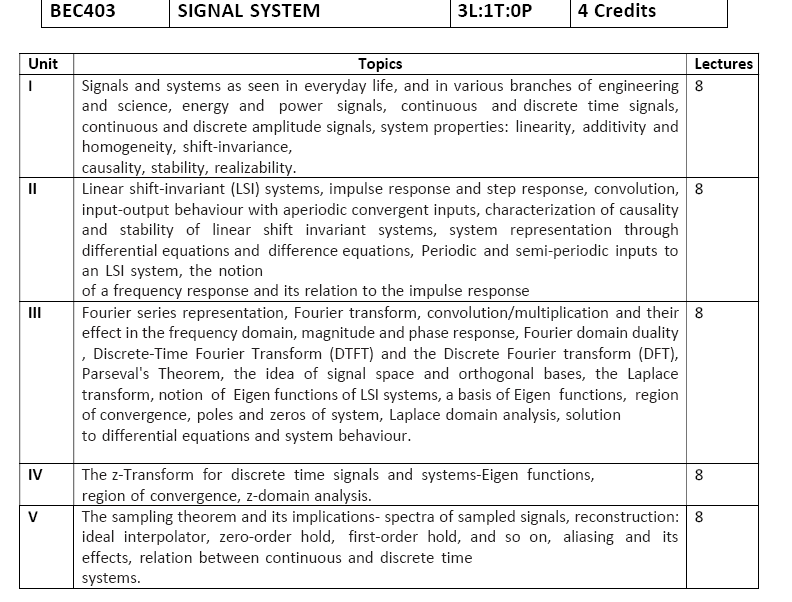 BEC403 SIGNAL SYSTEM 3L:1T:0P 4 Credits
Unit Topics Lectures
I Signals and systems as seen in everyday life, and in various branches of engineering 8
and science, energy and power signals, continuous and discrete time signals,
continuous and discrete amplitude signals, system properties: linearity, additivity and
homogeneity, shift-invariance,
causality, stability, realizability.
II Linear shift-invariant (LSI) systems, impulse response and step response, convolution, 8
input-output behaviour with aperiodic convergent inputs, characterization of causality
and stability of linear shift invariant systems, system representation through
differential equations and difference equations, Periodic and semi-periodic inputs to
an LSI system, the notion
of a frequency response and its relation to the impulse response
III Fourier series representation, Fourier transform, convolution/multiplication and their 8
effect in the frequency domain, magnitude and phase response, Fourier domain duality
, Discrete-Time Fourier Transform (DTFT) and the Discrete Fourier transform (DFT),
Parseval's Theorem, the idea of signal space and orthogonal bases, the Laplace
transform, notion of Eigen functions of LSI systems, a basis of Eigen functions, region
of convergence, poles and zeros of system, Laplace domain analysis, solution
to differential equations and system behaviour.
IV The z-Transform for discrete time signals and systems-Eigen functions, 8
region of convergence, z-domain analysis.
V The sampling theorem and its implications- spectra of sampled signals, reconstruction: 8
ideal interpolator, zero-order hold, first-order hold, and so on, aliasing and its
effects, relation between continuous and discrete time
systems.